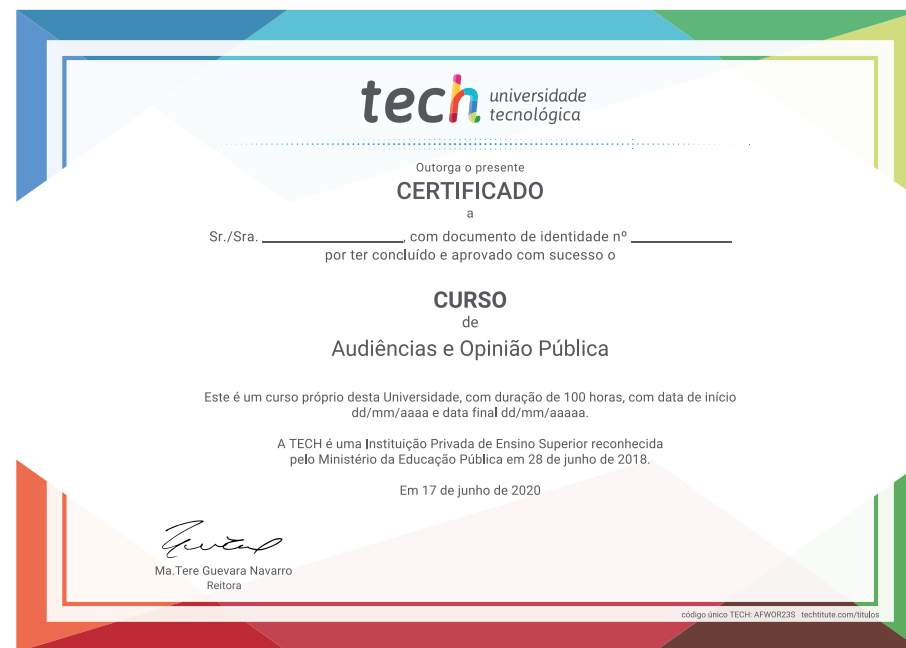 tech universidade
tecnológica
Outorga o presente
CERTIFICADO
a
Sr./Sra. ____________________, com documento de identidade nº ______________
por ter concluído e aprovado com sucesso o
CURSO
de
Audiências e Opinião Pública
Este é um curso próprio desta Universidade, com duração de 100 horas, com data de início
dd/mm/aaaa e data final dd/mm/aaaaa.
A TECH é uma Instituição Privada de Ensino Superior reconhecida
pelo Ministério da Educação Pública em 28 de junho de 2018.
Em 17 de junho de 2020
Ma.Tere Guevara Navarro
Reitora
código único TECH: AFWOR23S techtitute.com/titulos